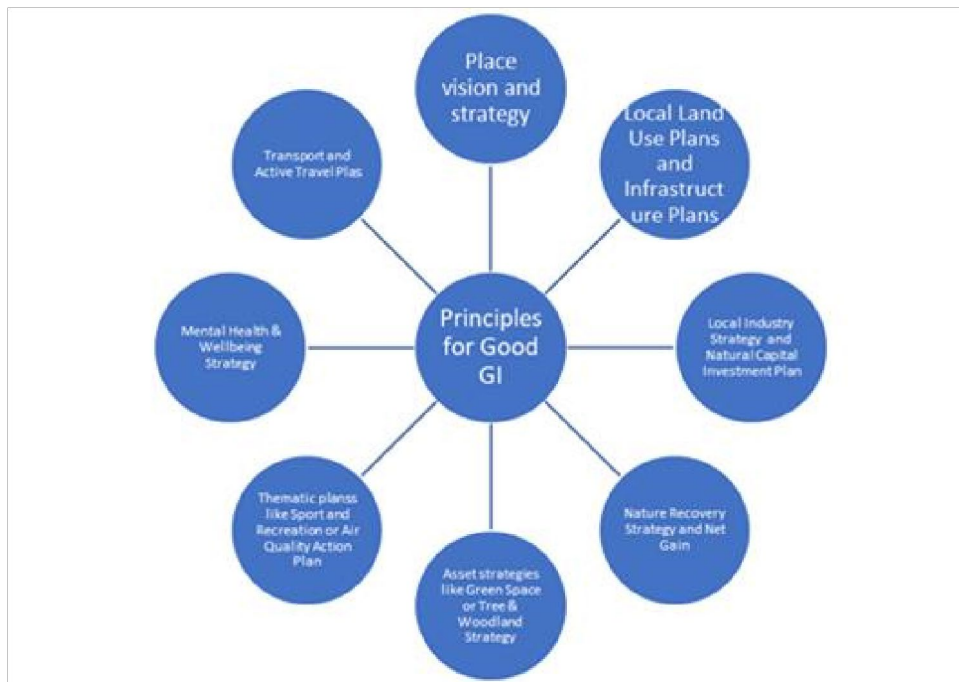 Place
vision and
strategy
Local Land
Use Plans
and
Infrastruct
ure Plans
Local Industry
Strategy and
Natural Capital
Investment Plan
Nature Recovery
Strategy and Net
Gain
Asset strategies
like Green Space
or Tree &
Woodland
Strategy
Thematic planss
like Sport and
Recreation or Air
Quality Action
Plan
Mental Health &
Wellbeing
Strategy
Transport and
Active Travel Plas
Principles
for Good
GI